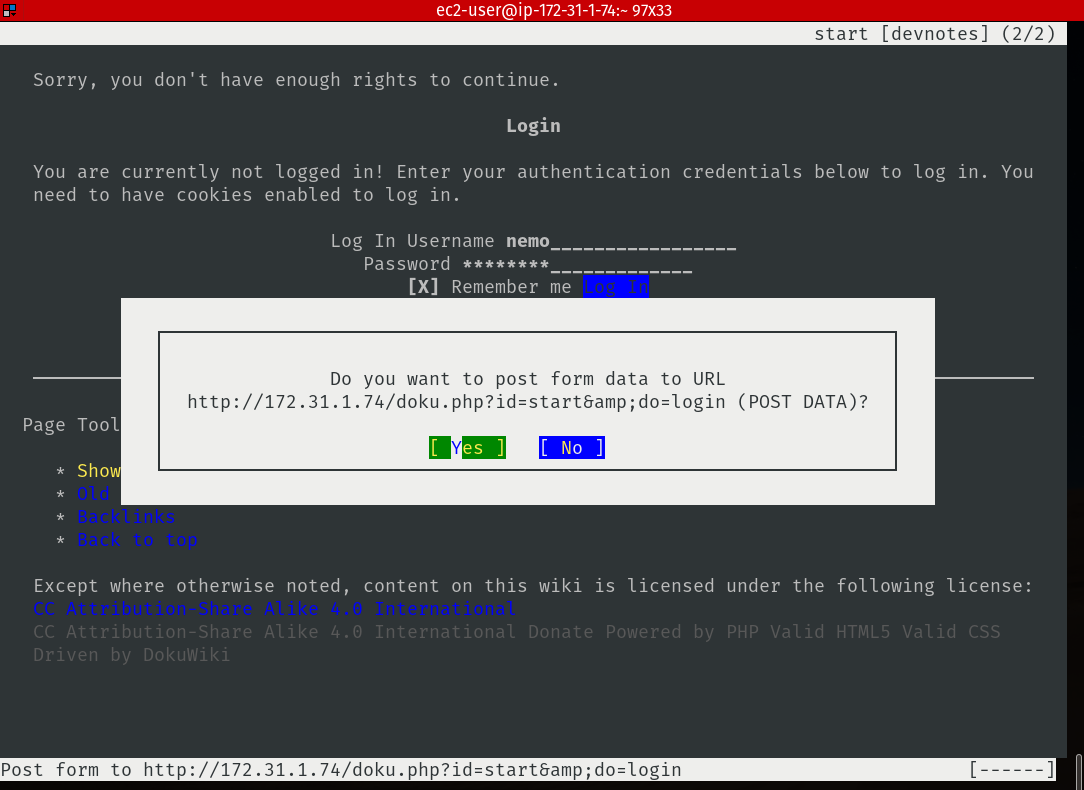 ec2-user@ip-172-31-1-74:~ 97x33
start [devnotes] (2/2)
Sorry, you don't have enough rights to continue.
Login
You are currently not logged in! Enter your authentication credentials below to log in. You
need to have cookies enabled to log in.
Log In Username nemo_________________
Password ********_____________
[X] Remember me Log In
Do you want to post form data to URL
http://172.31.1.74/doku.php?id=start&amp;do=login (POST DATA)?
[ Yes ] [ No ]
Page Tool
* Show
* Old
* Backlinks
* Back to top
Except where otherwise noted, content on this wiki is licensed under the following license:
CC Attribution-Share Alike 4.0 International
CC Attribution-Share Alike 4.0 International Donate Powered by PHP Valid HTML5 Valid CSS
Driven by DokuWiki
Post form to http://172.31.1.74/doku.php?id=start&amp;do=login [------]